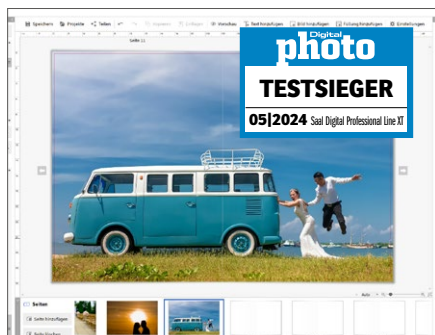 Speichern Projekte Teilen Vorschau Text hinzufügen Bild hinzufügen Füllung hinzufügen Einstellungen
Seite 11
Digital
photo
TESTSIEGER
05|2024 Saal Digital Professional Line XT
Auto
Seiten
Seite hinzufügen